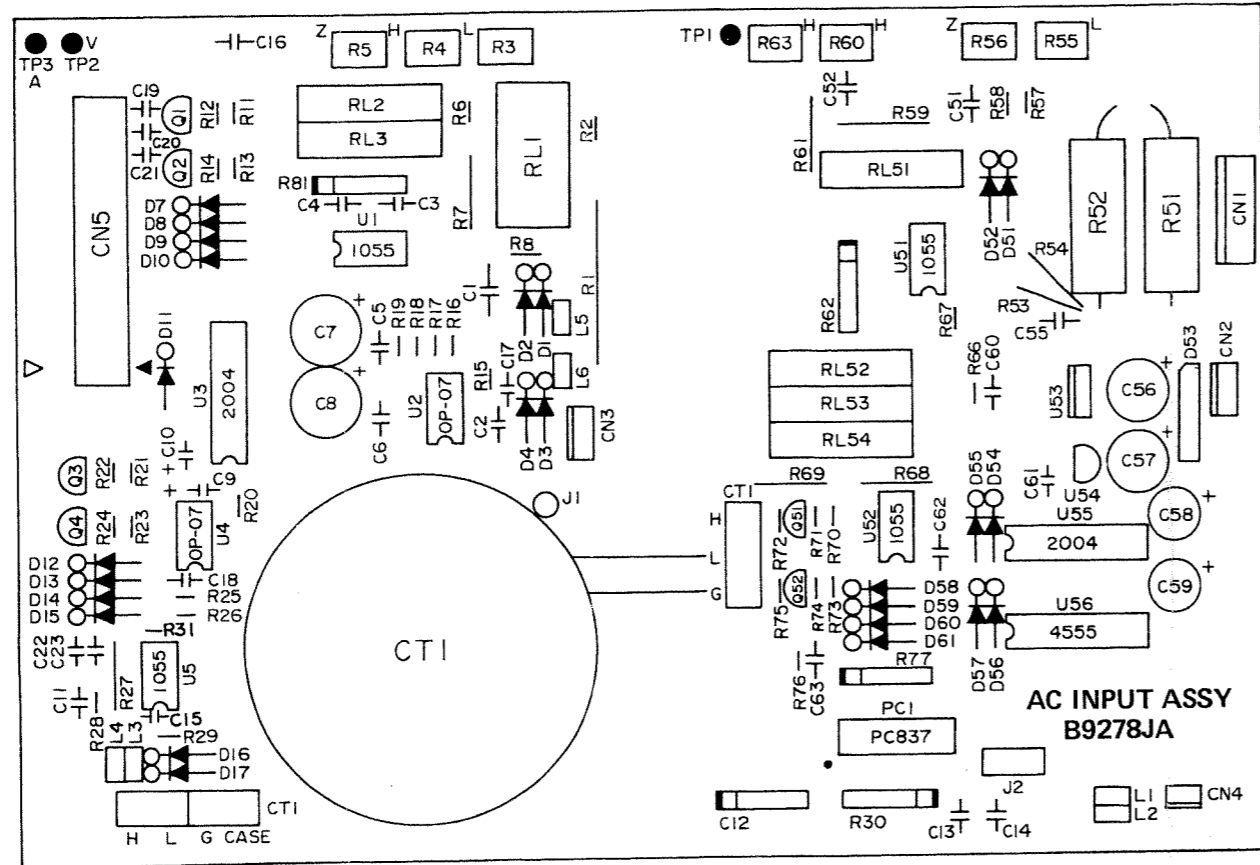 TP3
A
TP2
V
C16
Z
R5
H
R4
L
R3
TP1
R63
H
R60
H
Z
R56
R55
L
C19
C20
C21
Q1
Q2
R12
R11
R14
R13
RL2
RL3
R6
RL1
R2
C52
R59
C51
R58
R57
R61
RL51
R52
R51
CN1
CN5
D7
D8
D9
D10
R81
C4
C3
U1
1055
R7
R8
R1
D52
D51
U51
1055
R54
R53
R62
R67
C55
C7
C8
C5
R19
R18
R17
R16
C1
D2
D1
L5
L6
D11
U3
2004
U2
OP-07
R15
C17
C2
C6
D4
D3
CN3
RL52
RL53
RL54
R66
C60
U53
C56
D53
CN2
C57
C10
C9
Q3
R22
R21
Q4
R24
R23
OP-07
U4
R20
J1
CT1
H
L
G
R69
R68
Q51
R72
R71
R70
U52
1055
C62
D55
D54
C61
U54
U55
2004
C58
C59
D12
D13
D14
D15
C18
R25
R26
R31
C22
C23
1055
U5
Q52
R75
R74
R73
D58
D59
D60
D61
U56
4555
D57
D56
CT1
R76
C63
R77
C11
R28
R27
C15
R29
L4
L3
D16
D17
PC1
PC837
AC INPUT ASSY
B9278JA
J2
CT1
H L G CASE
C12
R30
C13
C14
L1
L2
CN4